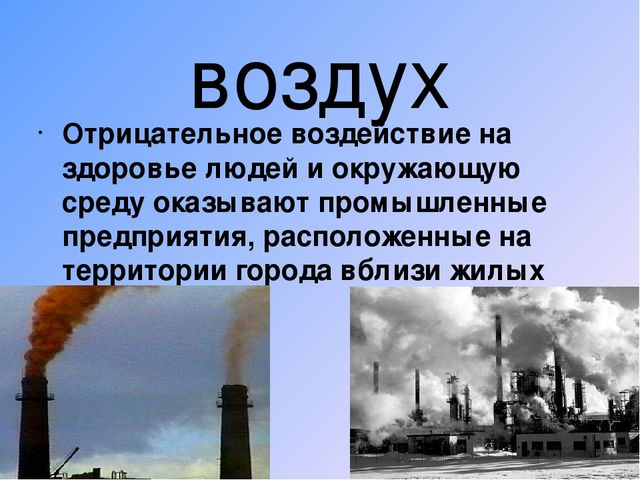 воздух
Отрицательное воздействие на
здоровье людей и окружающую
среду оказывают промышленные
предприятия, расположенные на
территории города вблизи жилых